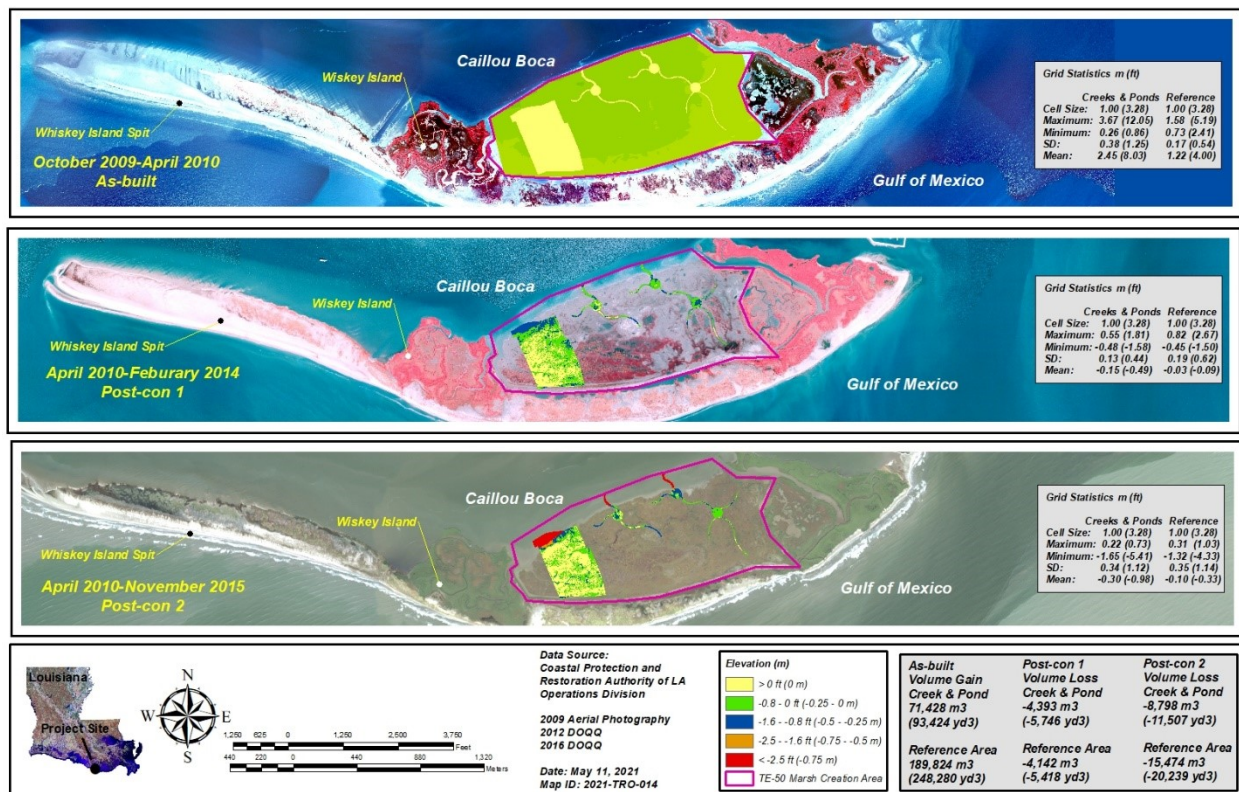 Caillou Boca
Wiskey Island
Whiskey Island Spit
October 2009-April 2010
As-built
Gulf of Mexico
Grid Statistics m (ft)
Creeks & Ponds Reference
Cell Size: 1.00 (3.28) 1.00 (3.28)
Maximum: 3.67 (12.05) 1.58 (5.19)
Minimum: 0.26 (0.86) 0.73 (2.41)
SD: 0.38 (1.25) 0.17 (0.54)
Mean: 2.45 (8.03) 1.22 (4.00)
Caillou Boca
Wiskey Island
Whiskey Island Spit
April 2010-Feburary 2014
Post-con 1
Gulf of Mexico
Grid Statistics m (ft)
Creeks & Ponds Reference
Cell Size: 1.00 (3.28) 1.00 (3.28)
Maximum: 0.55 (1.81) 0.82 (2.67)
Minimum: -0.48 (-1.58) -0.45 (-1.50)
SD: 0.13 (0.44) 0.19 (0.62)
Mean: -0.15 (-0.49) -0.03 (-0.09)
Caillou Boca
Wiskey Island
Whiskey Island Spit
April 2010-November 2015
Post-con 2
Gulf of Mexico
Grid Statistics m (ft)
Creeks & Ponds Reference
Cell Size: 1.00 (3.28) 1.00 (3.28)
Maximum: 0.22 (0.73) 0.31 (1.03)
Minimum: -1.65 (-5.41) -1.32 (-4.33)
SD: 0.34 (1.12) 0.35 (1.14)
Mean: -0.30 (-0.98) -0.10 (-0.33)
Louisiana
Project Site
N
W E
S
1,250 625 0 1,250 2,500 3,750
Feet
440 220 0 440 880 1,320
Meters
Data Source:
Coastal Protection and
Restoration Authority of LA
Operations Division
2009 Aerial Photography
2012 DOQQ
2016 DOQQ
Date: May 11, 2021
Map ID: 2021-TRO-014
Elevation (m)
> 0 ft (0 m)
-0.8 - 0 ft (-0.25 - 0 m)
-1.6 - -0.8 ft (-0.5 - -0.25 m)
-2.5 - -1.6 ft (-0.75 - -0.5 m)
< -2.5 ft (-0.75 m)
TE-50 Marsh Creation Area
As-built
Volume Gain
Creek & Pond
71,428 m3
(93,424 yd3)
Reference Area
189,824 m3
(248,280 yd3)
Post-con 1
Volume Loss
Creek & Pond
-4,393 m3
(-5,746 yd3)
Reference Area
-4,142 m3
(-5,418 yd3)
Post-con 2
Volume Loss
Creek & Pond
-8,798 m3
(-11,507 yd3)
Reference Area
-15,474 m3
(-20,239 yd3)